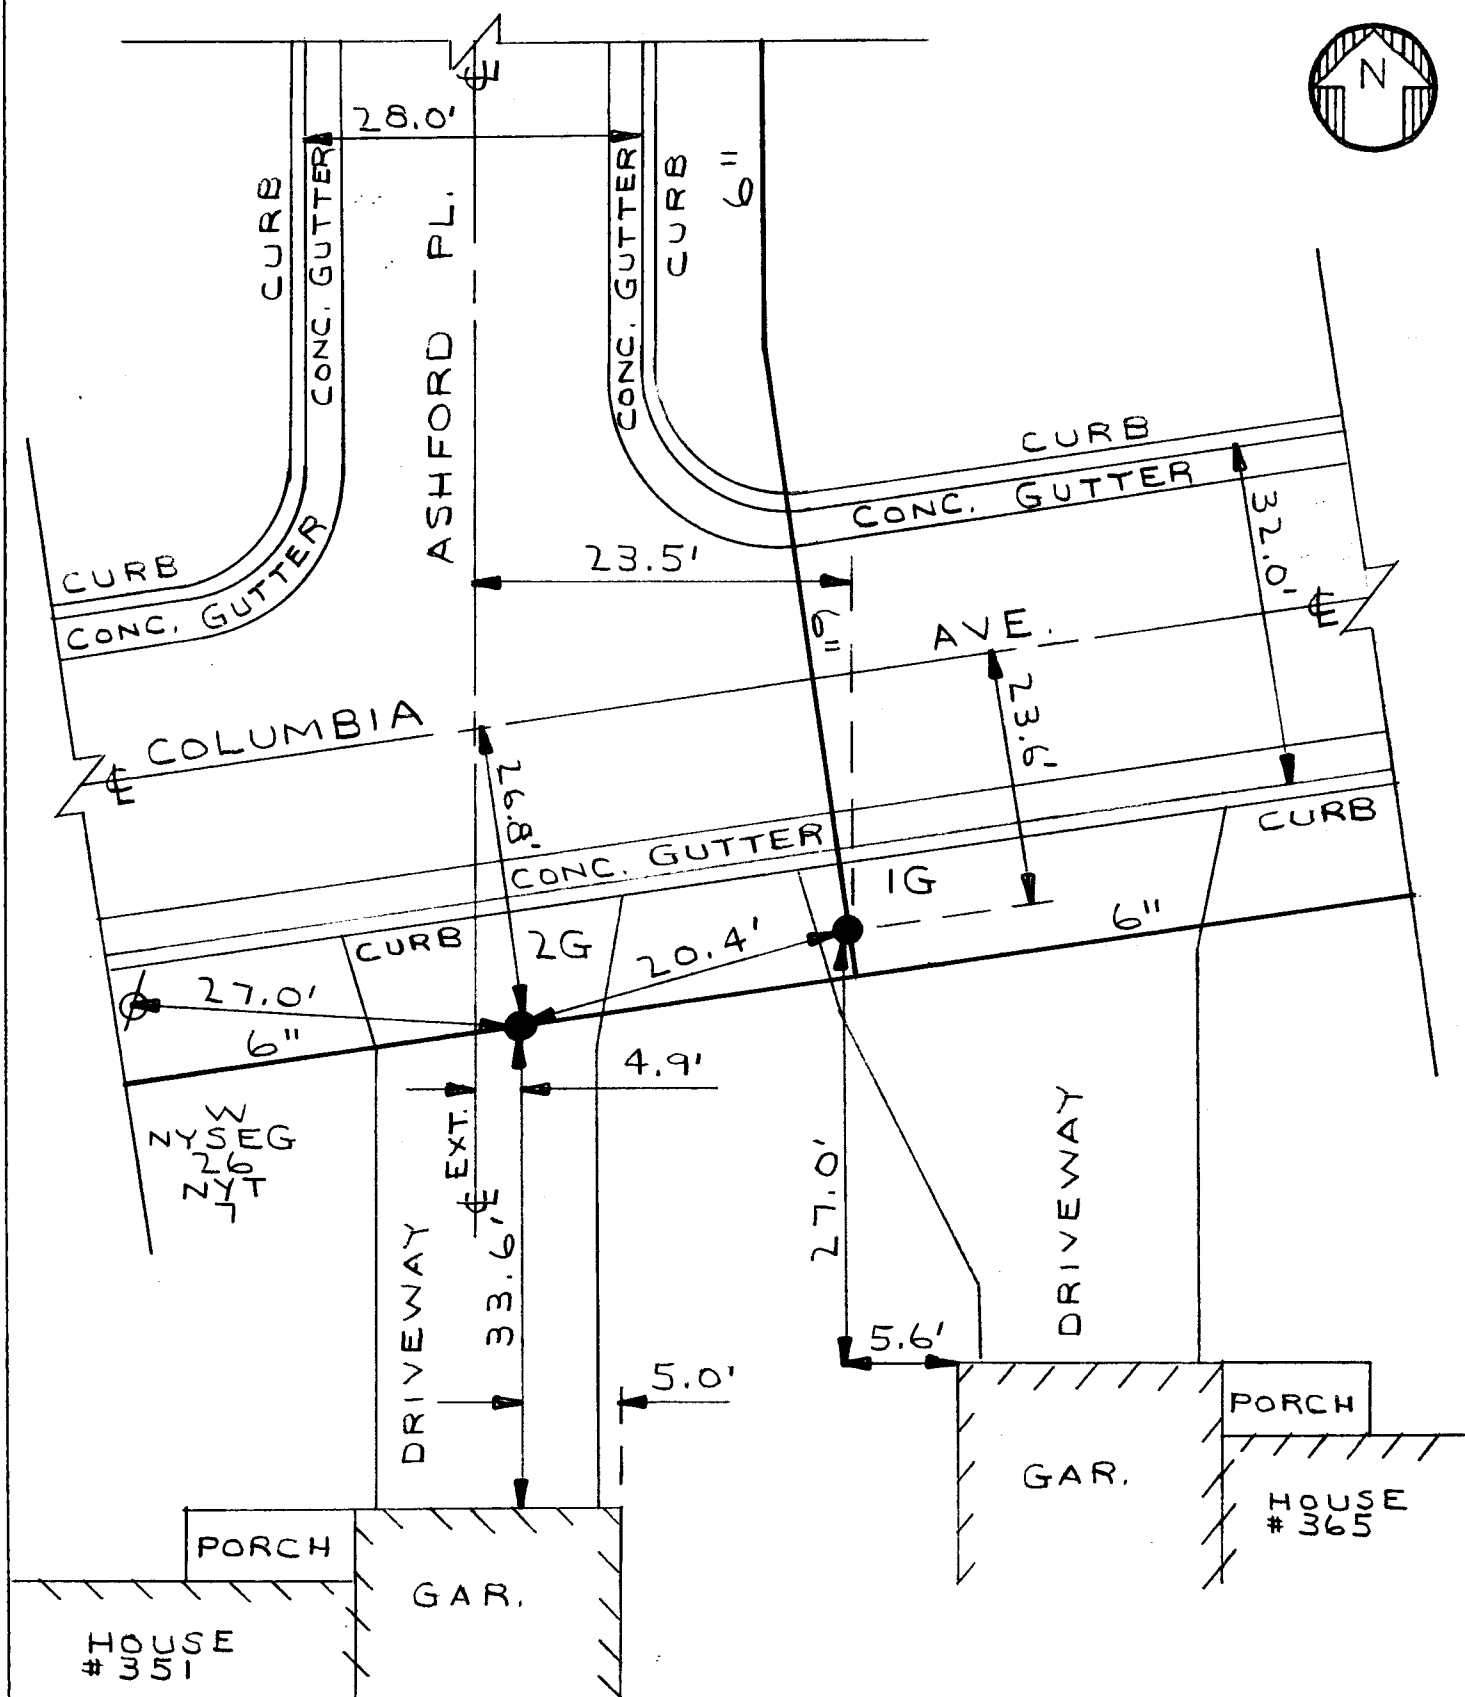 N
℄
28.0'
CURB
CONC. GUTTER
ASHFORD PL.
CONC. GUTTER
CURB
6"
CURB
CONC. GUTTER
32.0'
23.5'
CURB
CONC. GUTTER
6"
AVE.
℄
23.6'
COLUMBIA
℄
26.8'
CONC. GUTTER
CURB
1G
6"
CURB
2G
20.4'
27.0'
6"
4.9'
W
NYSEG
26
NYT
7
EXT.
℄
DRIVEWAY
33.6'
27.0'
DRIVEWAY
5.6'
5.0'
PORCH
GAR.
HOUSE
#365
PORCH
GAR.
HOUSE
#351